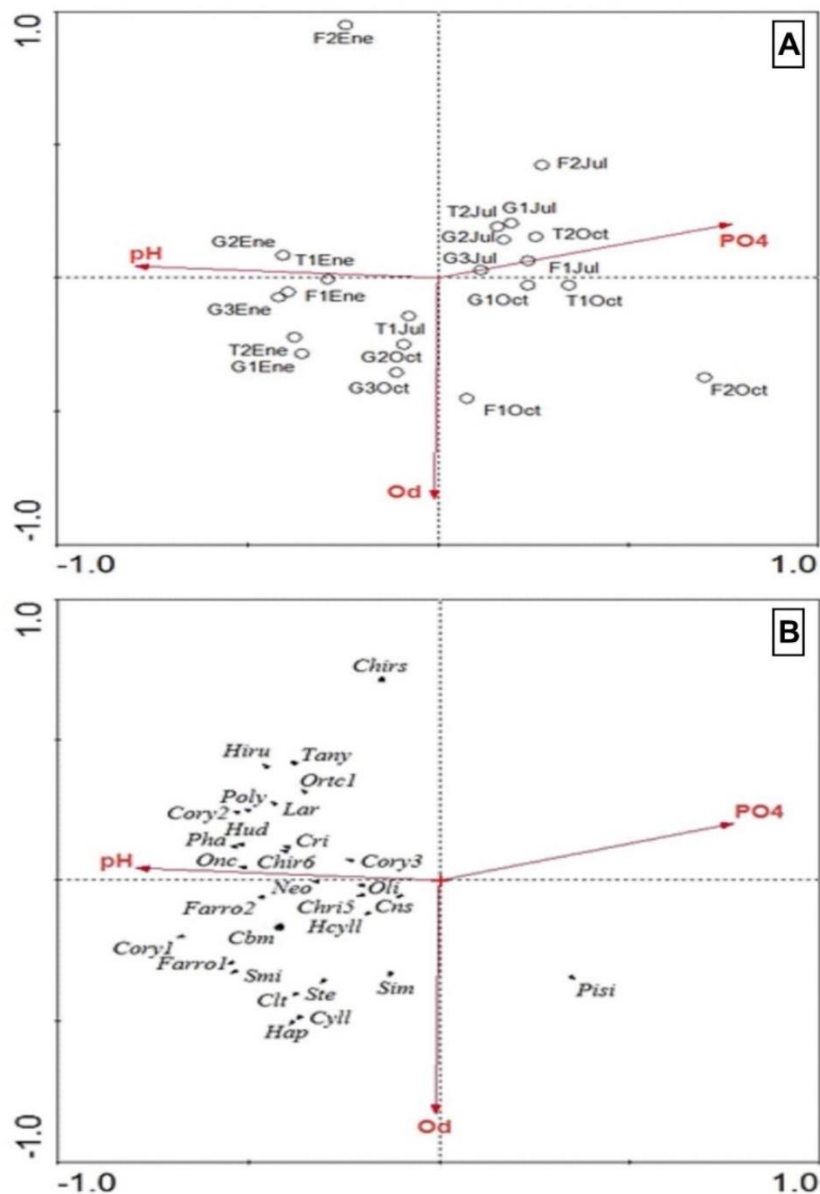 1.0
A
F2Ene
F2Jul
T2Jul G1Jul
G2Ene G2Jul T2Oct
pH T1Ene PO4
G3Jul F1Jul
G3Ene F1Ene G1Oct T1Oct
T1Jul
T2Ene G2Oct
G1Ene
G3Oct F2Oct
F1Oct
Od
-1.0
-1.0 1.0
1.0
B
Chirs
Hiru Tany
Ortc1
Poly
Cory2 Lar PO4
Hud
Pha Cri
pH Onc Chir6 Cory3
Neo Oli
Farro2 Chri5 Cns
Hcyll
Cbm
Cory1
Farro1
Smi Sim Pisi
Clt Ste
Cyll
Hap
Od
-1.0
-1.0 1.0